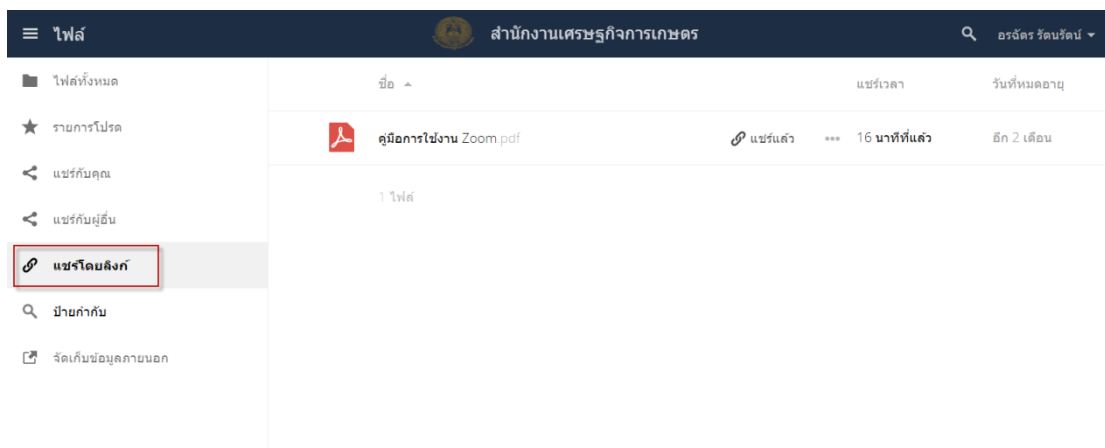 ไฟล์ สำนักงานเศรษฐกิจการเกษตร อรฉัตร รัตนรัตน์
ไฟล์ทั้งหมด ชื่อ แชร์เวลา วันที่หมดอายุ
รายการโปรด คู่มือการใช้งาน Zoom.pdf แชร์แล้ว ... 16 นาทีที่แล้ว อีก 2 เดือน
แชร์กับคุณ
1 ไฟล์
แชร์กับผู้อื่น
แชร์โดยลิงก์
ป้ายกำกับ
จัดเก็บข้อมูลภายนอก